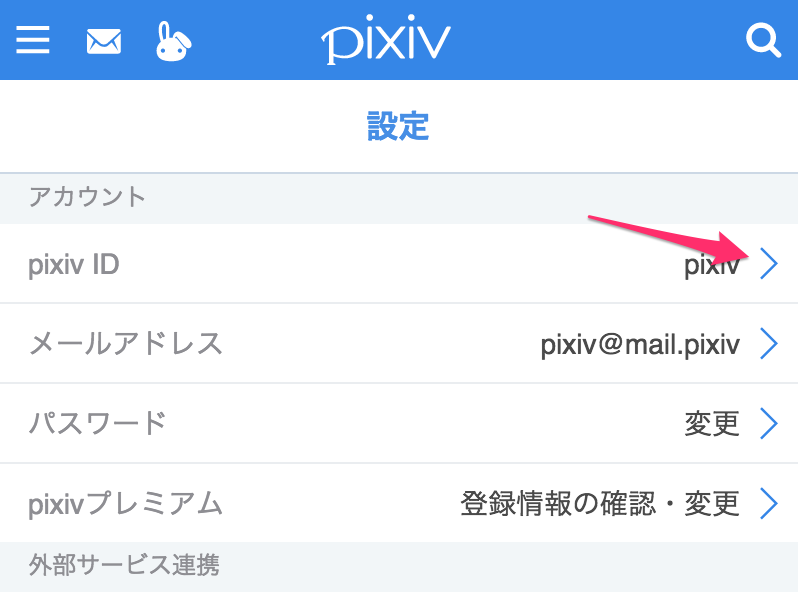 pixiv
設定
アカウント
pixiv ID pixiv
メールアドレス pixiv@mail.pixiv
パスワード 変更
pixivプレミアム 登録情報の確認・変更
外部サービス連携